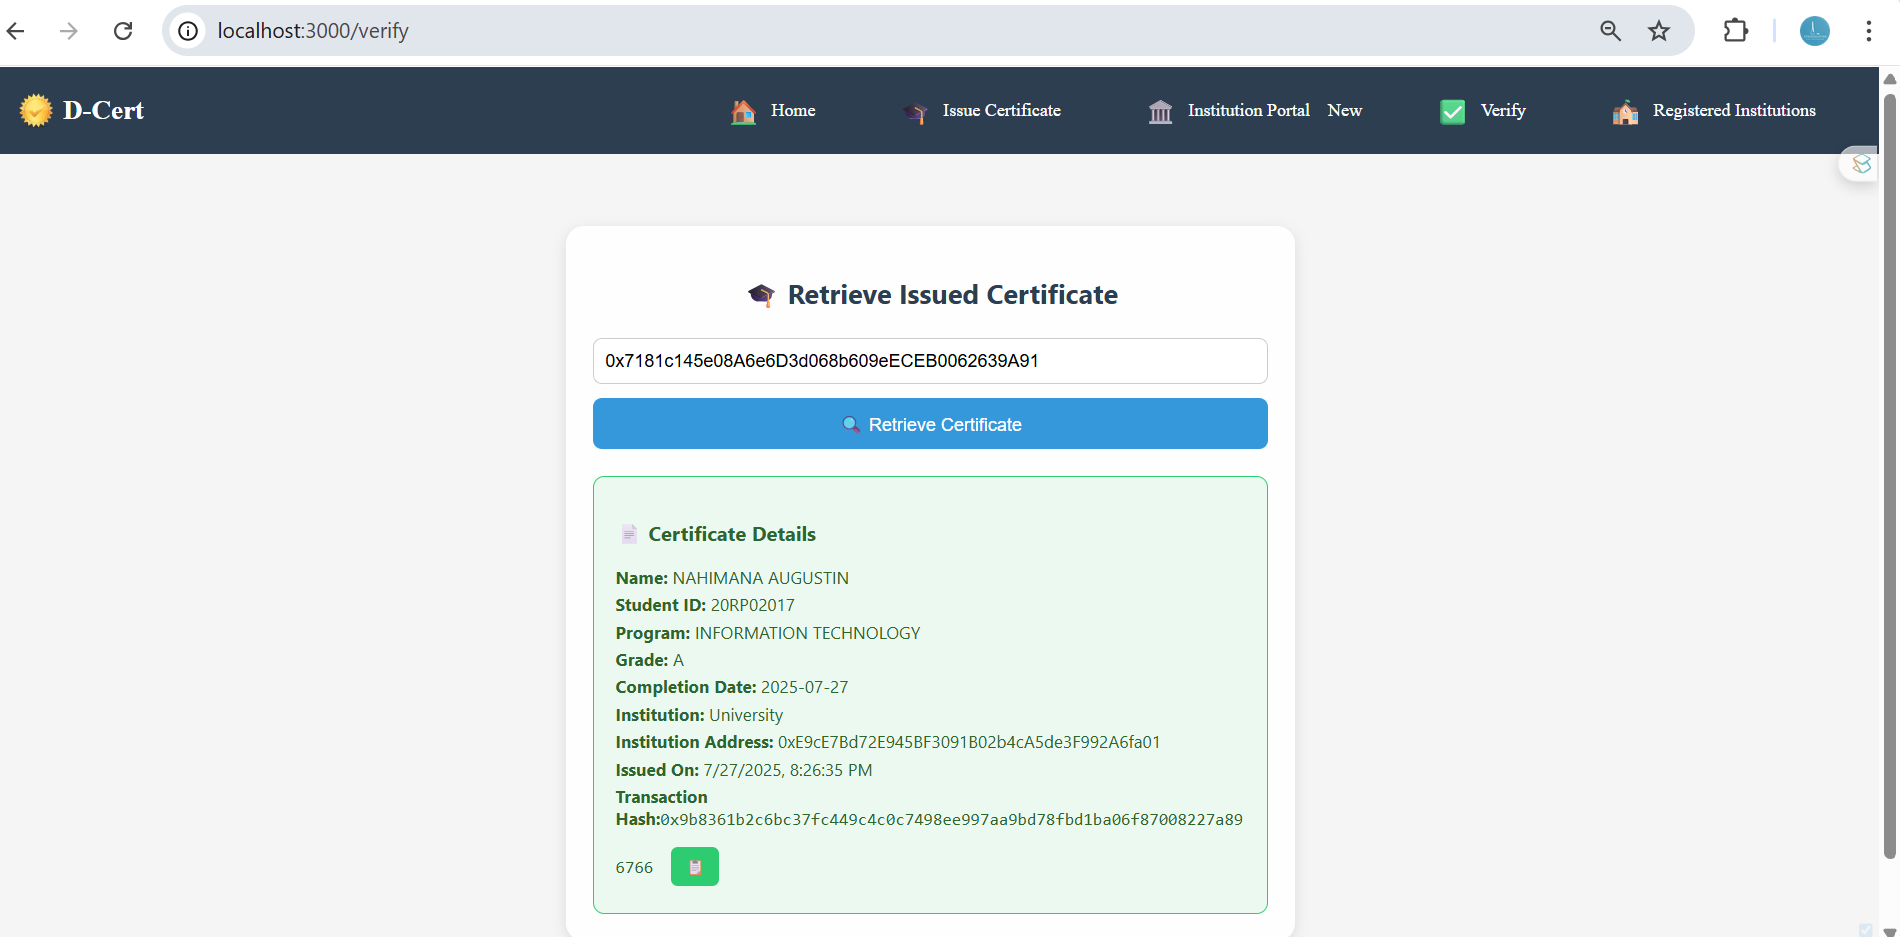 localhost:3000/verify
D-Cert
Home
Issue Certificate
Institution Portal New
Verify
Registered Institutions
Retrieve Issued Certificate
0x7181c145e08A6e6D3d068b609eECEB0062639A91
Retrieve Certificate
Certificate Details
Name: NAHIMANA AUGUSTIN
Student ID: 20RP02017
Program: INFORMATION TECHNOLOGY
Grade: A
Completion Date: 2025-07-27
Institution: University
Institution Address: 0xE9cE7Bd72E945BF3091B02b4cA5de3F992A6fa01
Issued On: 7/27/2025, 8:26:35 PM
Transaction
Hash:0x9b8361b2c6bc37fc449c4c0c7498ee997aa9bd78fbd1ba06f87008227a89
6766